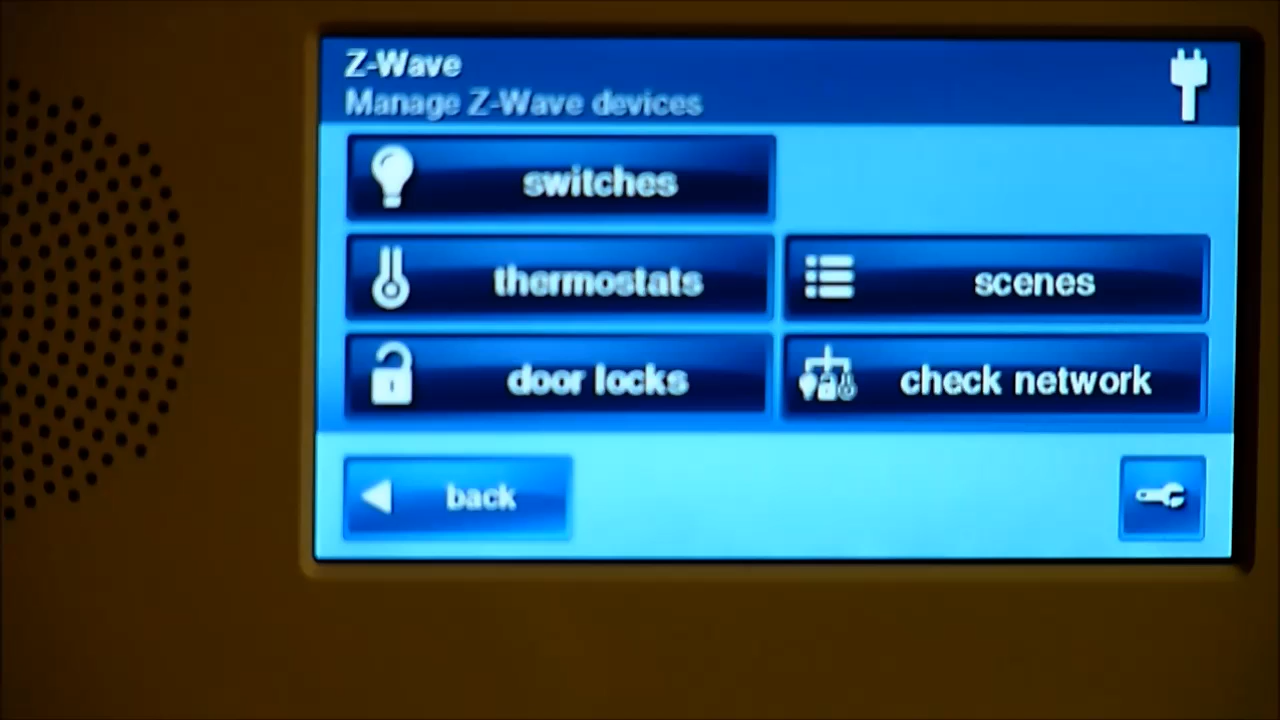 Z-Wave
Manage Z-Wave devices
switches
thermostats
scenes
door locks
check network
back